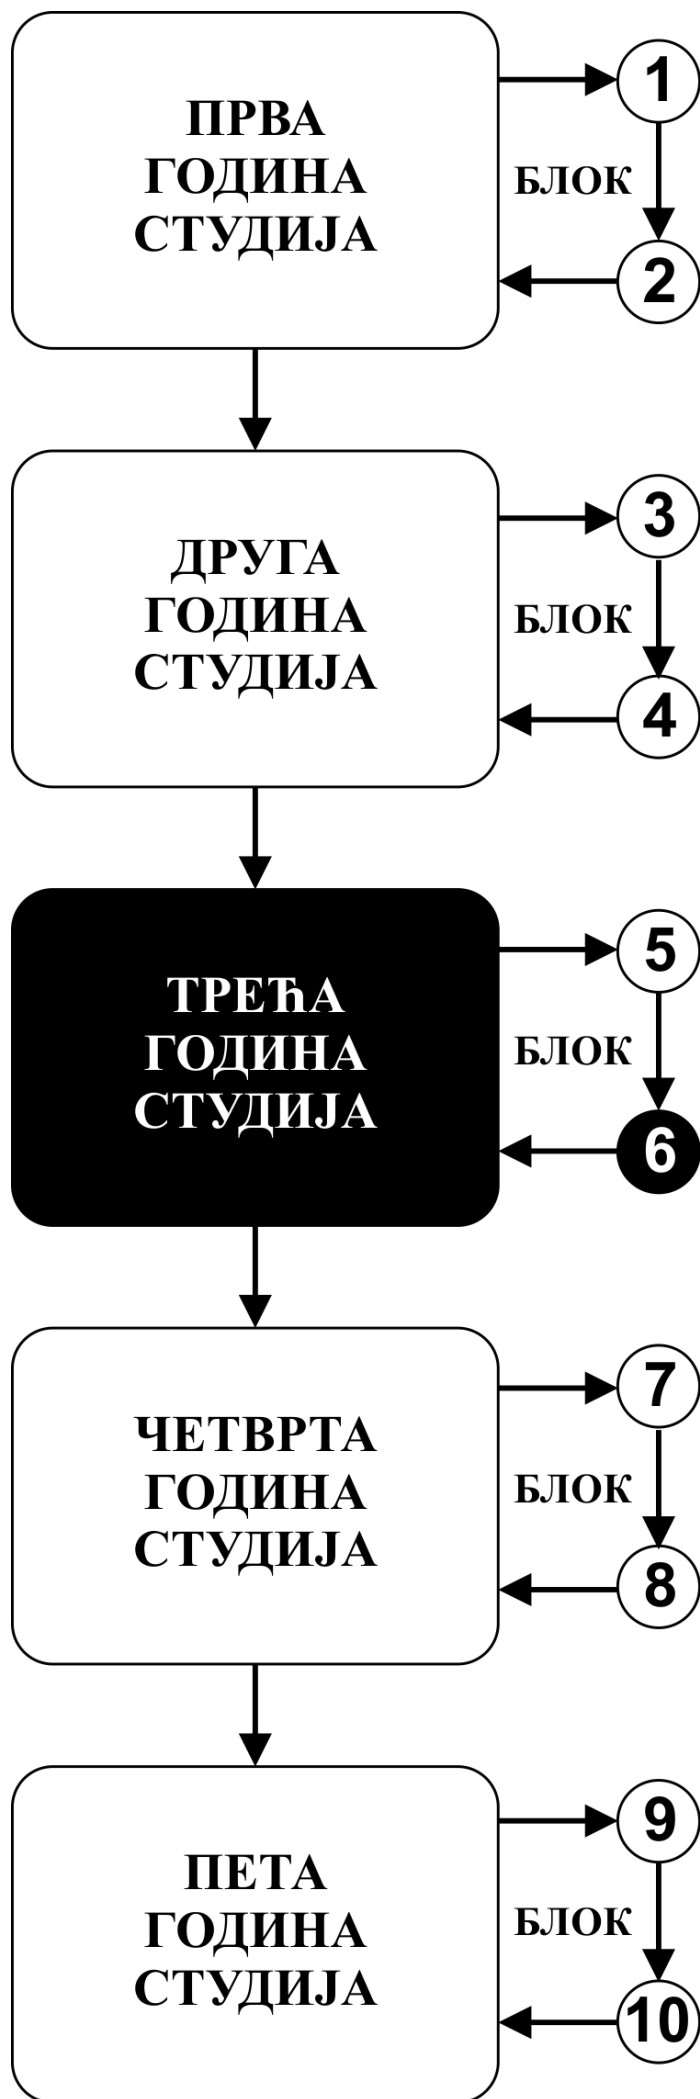 ПРВА
ГОДИНА
СТУДИЈА
1
БЛОК
2
ДРУГА
ГОДИНА
СТУДИЈА
3
БЛОК
4
ТРЕЋА
ГОДИНА
СТУДИЈА
5
БЛОК
6
ЧЕТВРТА
ГОДИНА
СТУДИЈА
7
БЛОК
8
ПЕТА
ГОДИНА
СТУДИЈА
9
БЛОК
10